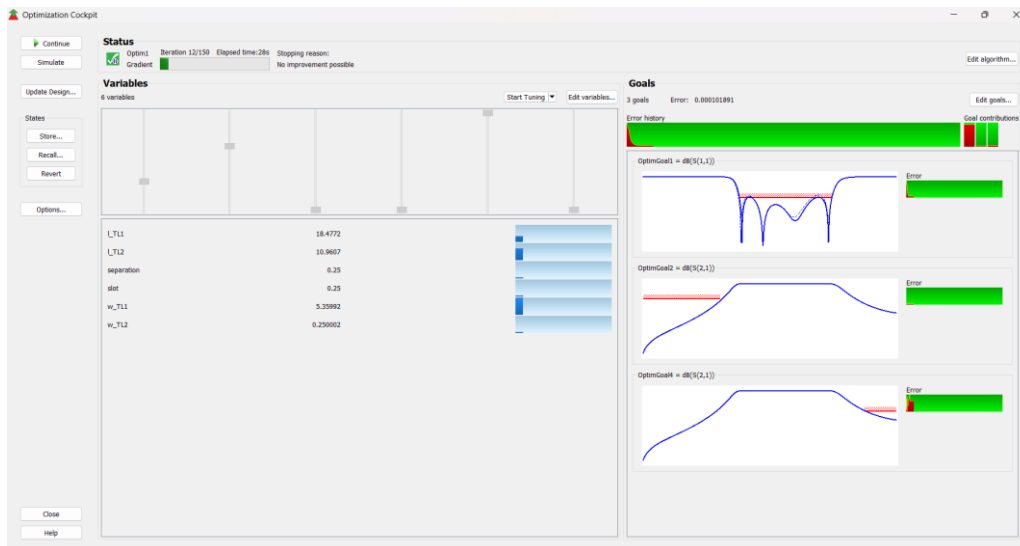 Optimization Cockpit
Continue
Simulate
Update Design...
States
Store...
Recall...
Revert
Options...
Close
Help
Status
Optim1 Iteration 12/150 Elapsed time:28s Stopping reason:
Gradient No improvement possible
Edit algorithm...
Variables
6 variables
Start Tuning
Edit variables...
l_TL1 18.4772
l_TL2 10.9607
separation 0.25
slot 0.25
w_TL1 5.35992
w_TL2 0.250002
Goals
3 goals Error: 0.000101891
Edit goals...
Error history Goal contributions
OptimGoal1 = dB(S(1,1))
Error
OptimGoal2 = dB(S(2,1))
Error
OptimGoal4 = dB(S(2,1))
Error